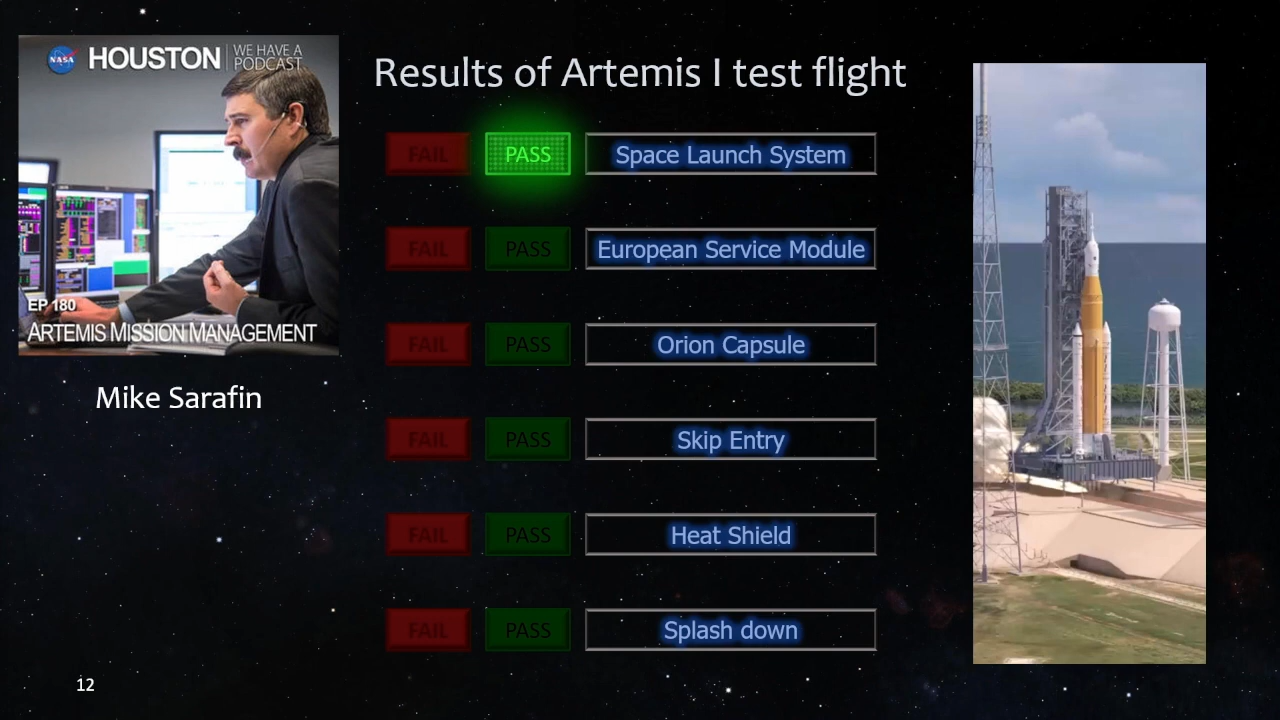 NASA HOUSTON WE HAVE A
PODCAST
EP 180
ARTEMIS MISSION MANAGEMENT
Mike Sarafin
Results of Artemis I test flight
FAIL PASS Space Launch System
FAIL PASS European Service Module
FAIL PASS Orion Capsule
FAIL PASS Skip Entry
FAIL PASS Heat Shield
FAIL PASS Splash down
12